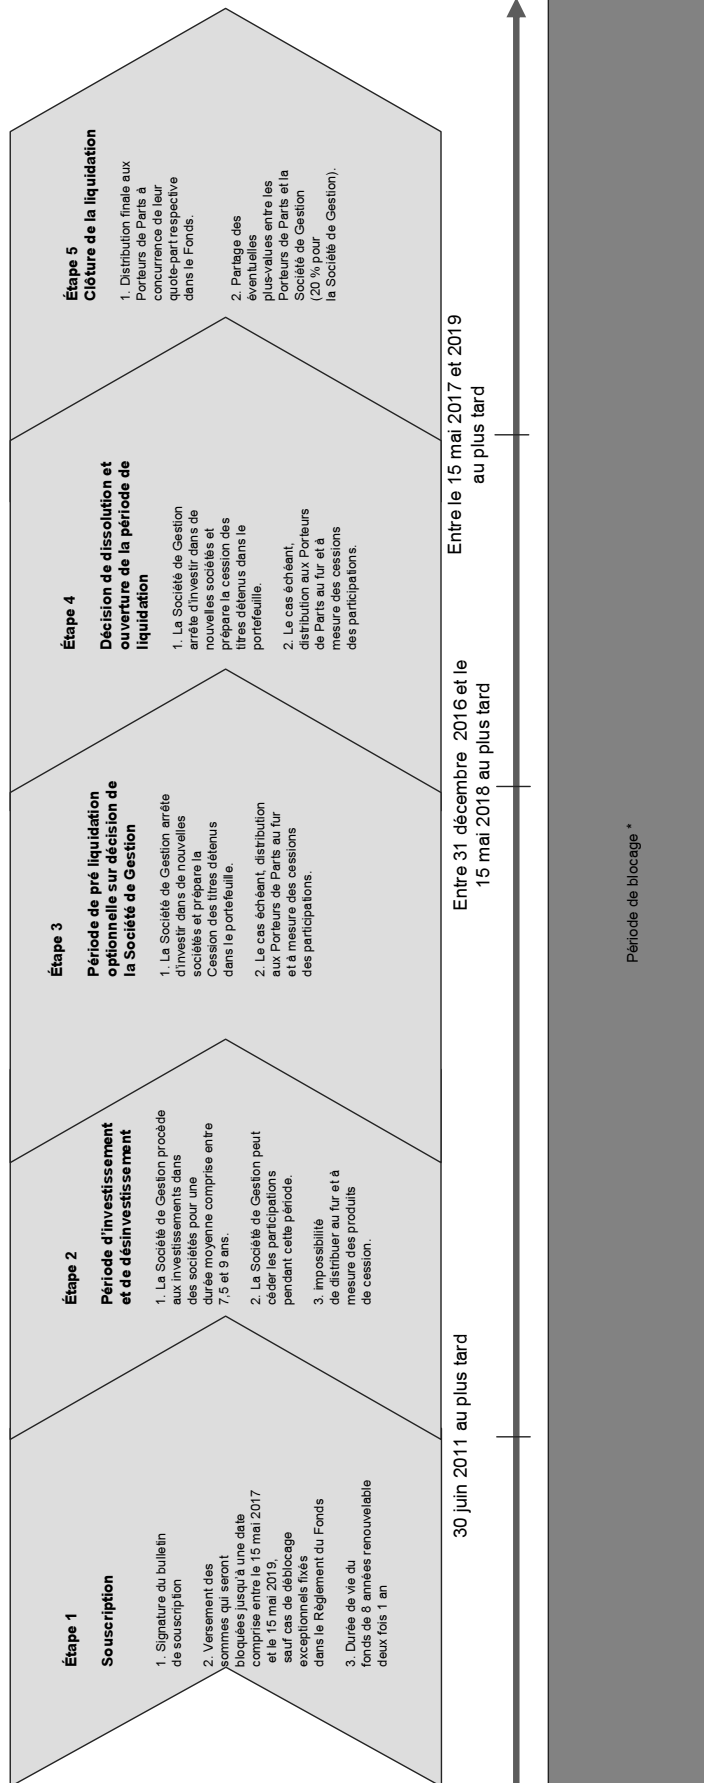 Étape 1
Souscription
1. Signature du bulletin
de souscription
2. Versement des
sommes qui seront
bloquées jusqu'à une date
comprise entre le 15 mai 2017
et le 15 mai 2019,
sauf cas de déblocage
exceptionnels fixés
dans le Règlement du Fonds
3. Durée de vie du
fonds de 8 années renouvelable
deux fois 1 an
Étape 2
Période d'investissement
et de désinvestissement
1. La Société de Gestion procède
aux investissements dans
des sociétés pour une
durée moyenne comprise entre
7,5 et 9 ans.
2. La Société de Gestion peut
céder les participations
pendant cette période.
3. impossibilité
de distribuer au fur et à
mesure des produits
de cession.
Étape 3
Période de pré liquidation
optionnelle sur décision de
la Société de Gestion
1. La Société de Gestion arrête
d'investir dans de nouvelles
sociétés et prépare la
Cession des titres détenus
dans le portefeuille.
2. Le cas échéant, distribution
aux Porteurs de Parts au fur
et à mesure des cessions
des participations.
Étape 4
Décision de dissolution et
ouverture de la période de
liquidation
1. La Société de Gestion
arrête d'investir dans de
nouvelles sociétés et
prépare la cession des
titres détenus dans le
portefeuille.
2. Le cas échéant,
distribution aux Porteurs
de Parts au fur et à
mesure des cessions
des participations.
Étape 5
Clôture de la liquidation
1. Distribution finale aux
Porteurs de Parts à
concurrence de leur
quote-part respective
dans le Fonds.
2. Partage des
éventuelles
plus-values entre les
Porteurs de Parts et la
Société de Gestion
(20 % pour
la Société de Gestion).
30 juin 2011 au plus tard
Entre 31 décembre 2016 et le
15 mai 2018 au plus tard
Entre le 15 mai 2017 et 2019
au plus tard
Période de blocage *